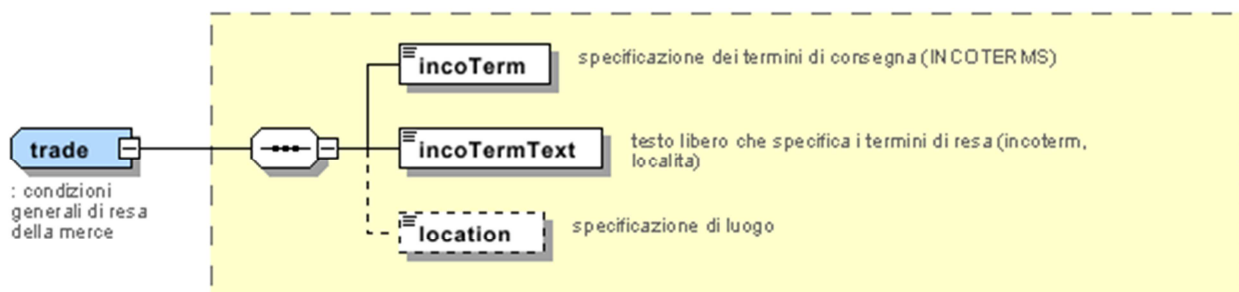 incoTerm
specificazione dei termini di consegna (INCOTERMS)
trade
incoTermText
testo libero che specifica i termini di resa (incoterm,
localita)
: condizioni
generali di resa
della merce
location
specificazione di luogo